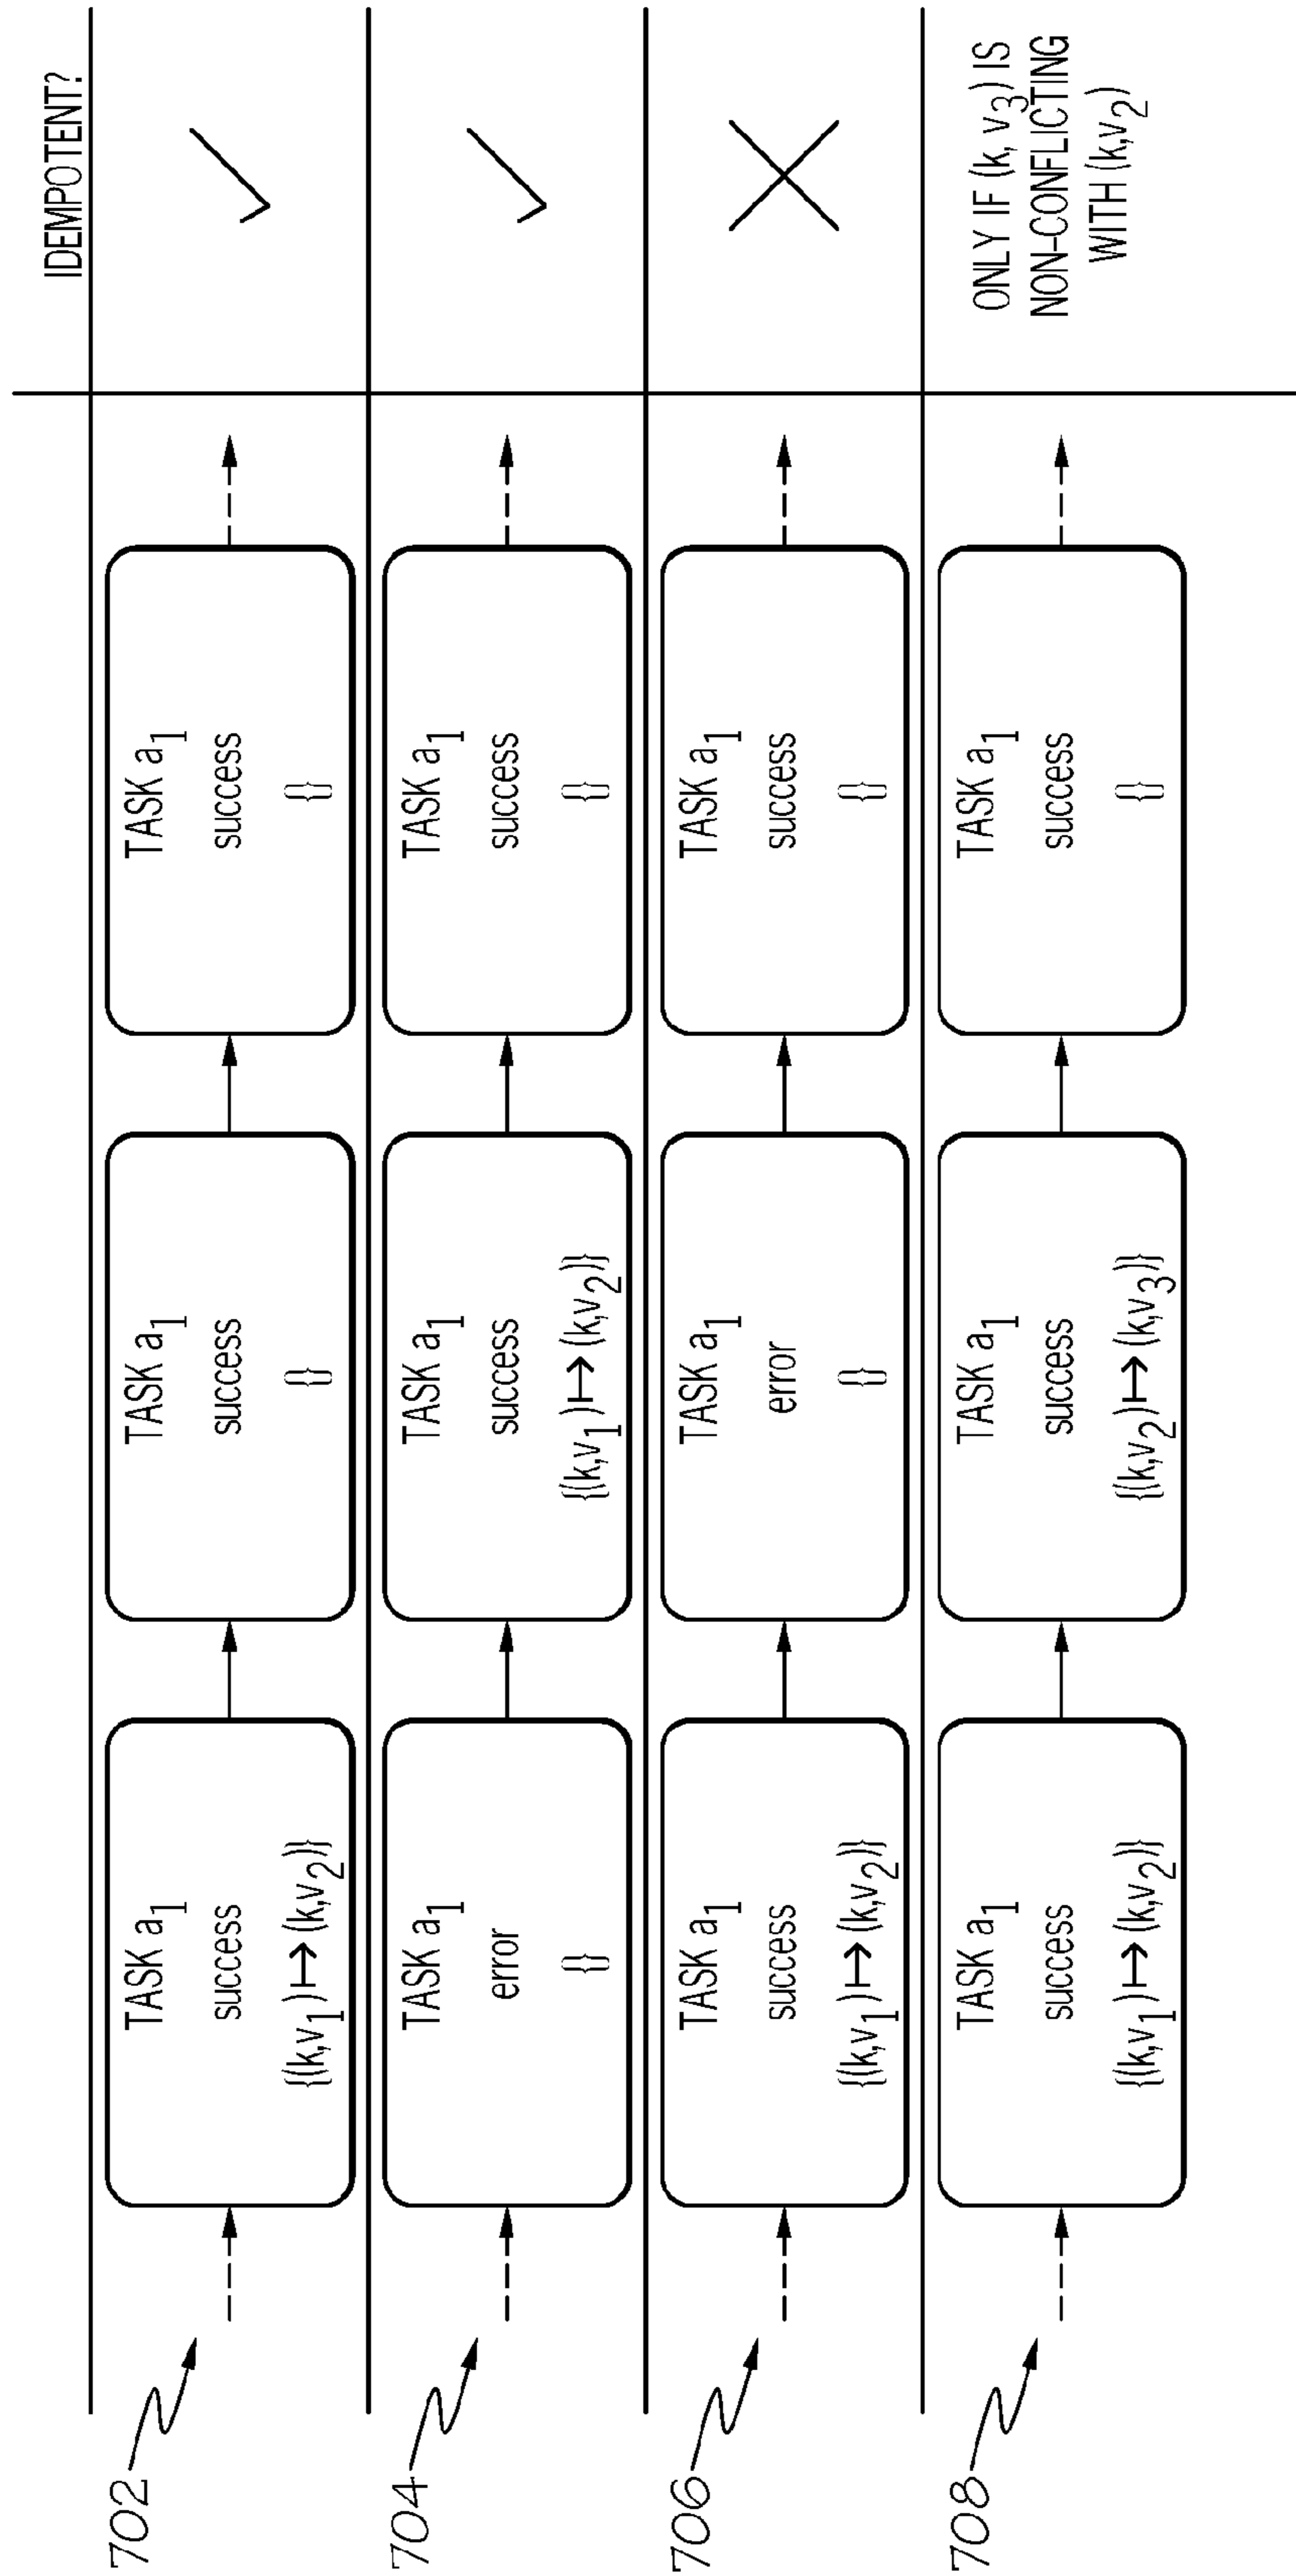 IDEMPOTENT?
702
TASK a₁
success
{(k,v₁)↦(k,v₂)}
TASK a₁
success
{}
TASK a₁
success
{}
704
TASK a₁
error
{}
TASK a₁
success
{(k,v₁)↦(k,v₂)}
TASK a₁
success
{}
706
TASK a₁
success
{(k,v₁)↦(k,v₂)}
TASK a₁
error
{}
TASK a₁
success
{}
708
TASK a₁
success
{(k,v₁)↦(k,v₂)}
TASK a₁
success
{(k,v₂)↦(k,v₃)}
TASK a₁
success
{}
ONLY IF (k, v₃) IS
NON-CONFLICTING
WITH (k,v₂)